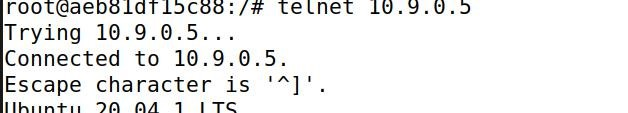 root@aeb81df15c88:/# telnet 10.9.0.5
Trying 10.9.0.5...
Connected to 10.9.0.5.
Escape character is '^]'.
Ubuntu 20.04.1 LTS